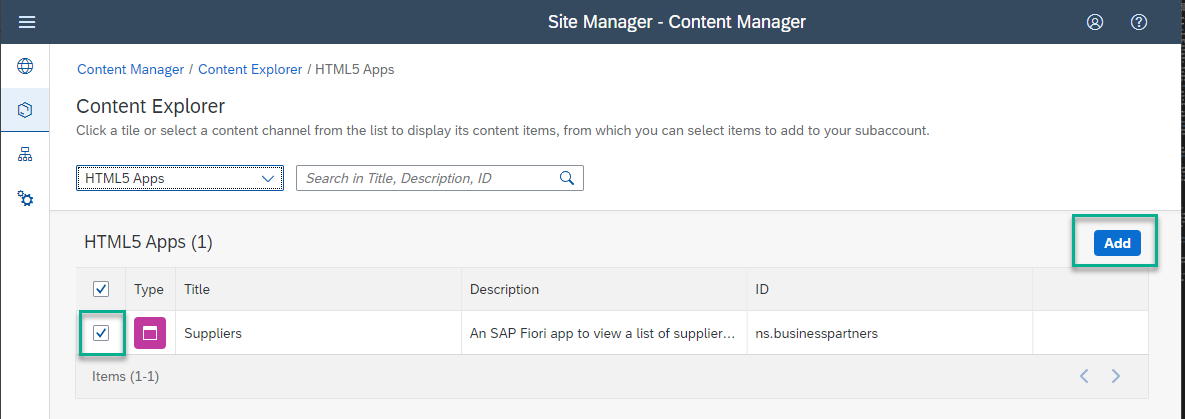 Site Manager - Content Manager
Content Manager / Content Explorer / HTML5 Apps
Content Explorer
Click a tile or select a content channel from the list to display its content items, from which you can select items to add to your subaccount.
HTML5 Apps
Search in Title, Description, ID
HTML5 Apps (1)
Add
Type Title Description ID
Suppliers An SAP Fiori app to view a list of supplier... ns.businesspartners
Items (1-1)